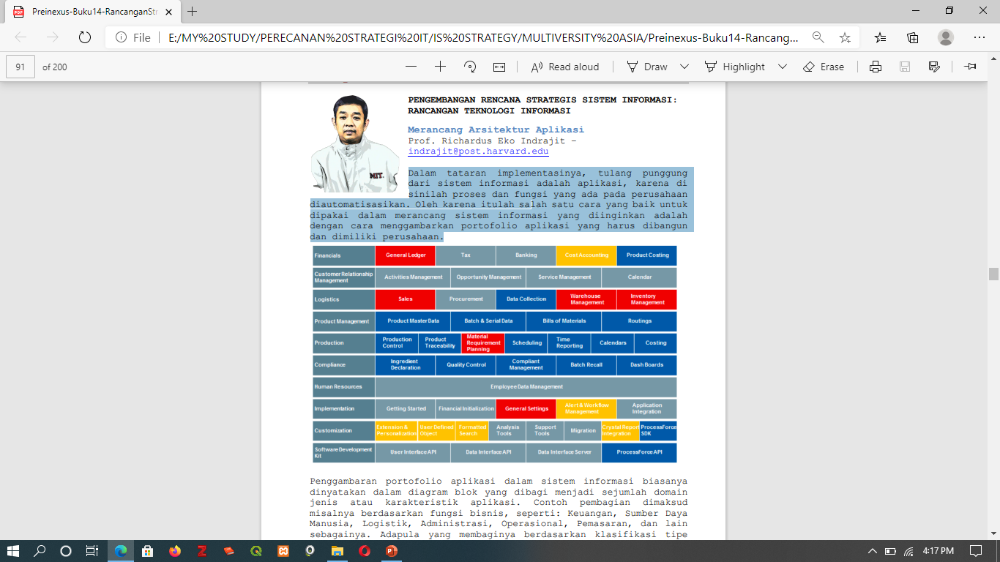 Preinexus-Buku14-RancanganStr
File
E:/MY%20STUDY/PERECANAN%20STRATEGI%20IT/IS%20STRATEGY/MULTIVERSITY%20ASIA/Preinexus-Buku14-Rancang...
91 of 200
Read aloud
Draw
Highlight
Erase
PENGEMBANGAN RENCANA STRATEGIS SISTEM INFORMASI:
RANCANGAN TEKNOLOGI INFORMASI
Merancang Arsitektur Aplikasi
Prof. Richardus Eko Indrajit –
indrajit@post.harvard.edu
MIT.
Dalam tataran implementasinya, tulang punggung
dari sistem informasi adalah aplikasi, karena di
sinilah proses dan fungsi yang ada pada perusahaan
diautomatisasikan. Oleh karena itulah salah satu cara yang baik untuk
dipakai dalam merancang sistem informasi yang diinginkan adalah
dengan cara menggambarkan portofolio aplikasi yang harus dibangun
dan dimiliki perusahaan.
Financials General Ledger Tax Banking Cost Accounting Product Costing
Customer Relationship Management Activities Management Opportunity Management Service Management Calendar
Logistics Sales Procurement Data Collection Warehouse Management Inventory Management
Product Management Product Master Data Batch & Serial Data Bills of Materials Routings
Production Production Control Product Traceability Material Requirement Planning Scheduling Time Reporting Calendars Costing
Compliance Ingredient Declaration Quality Control Compliant Management Batch Recall Dash Boards
Human Resources Employee Data Management
Implementation Getting Started Financial Initialization General Settings Alert & Workflow Management Application Integration
Customization Extension & Personalization User Defined Object Formatted Search Analysis Tools Support Tools Migration Crystal Report Integration ProcessForce SDK
Software Development Kit User Interface API Data Interface API Data Interface Server ProcessForce API
Penggambaran portofolio aplikasi dalam sistem informasi biasanya
dinyatakan dalam diagram blok yang dibagi menjadi sejumlah domain
jenis atau karakteristik aplikasi. Contoh pembagian dimaksud
misalnya berdasarkan fungsi bisnis, seperti: Keuangan, Sumber Daya
Manusia, Logistik, Administrasi, Operasional, Pemasaran, dan lain
sebagainya. Adapula yang membaginya berdasarkan klasifikasi tipe
4:17 PM